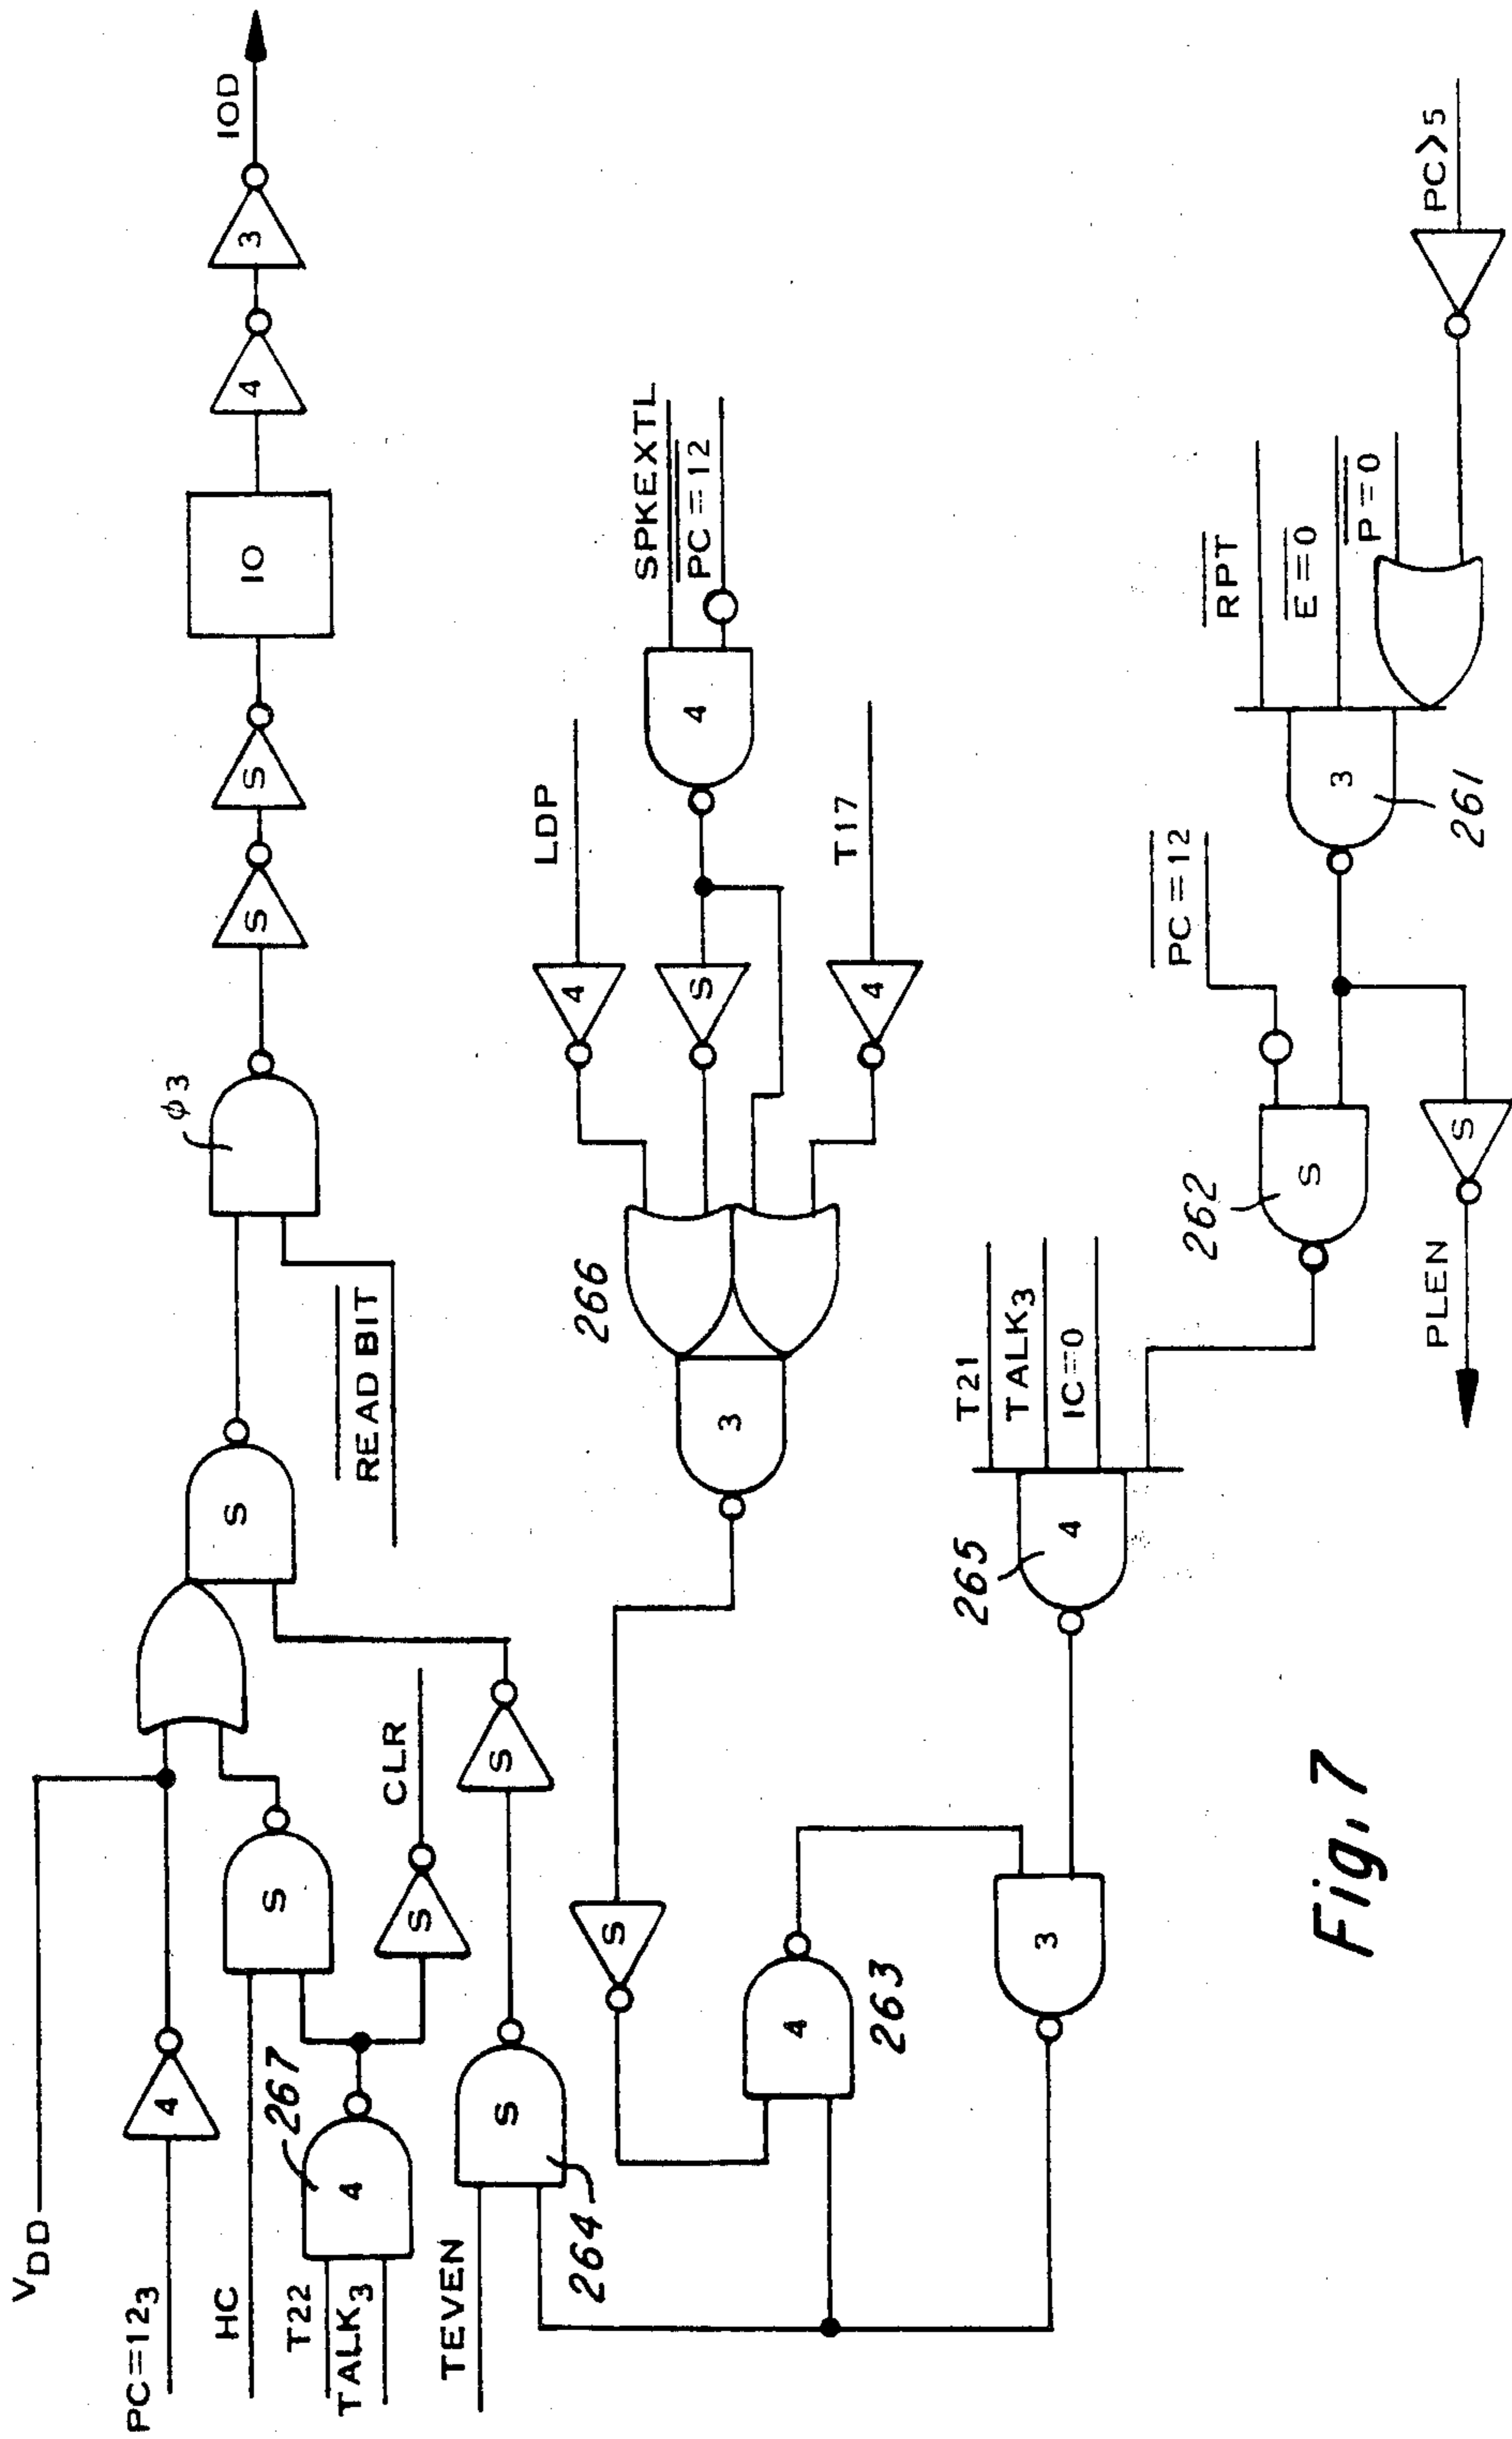 VDD
PC=12₃
HC
T22
TALK₃
TEVEN
4
267
4
S
S
CLR
S
264
S
S
READ BIT
ϕ3
S
S
IO
4
3
IOD
S
4
263
3
266
3
LDP
4
S
T17
4
4
SPKEXTL
PC=12
265
4
T21
TALK₃
IC=0
262
S
PC=12
S
PLEN
3
261
RPT
E=0
P=0
PC>5
Fig. 7